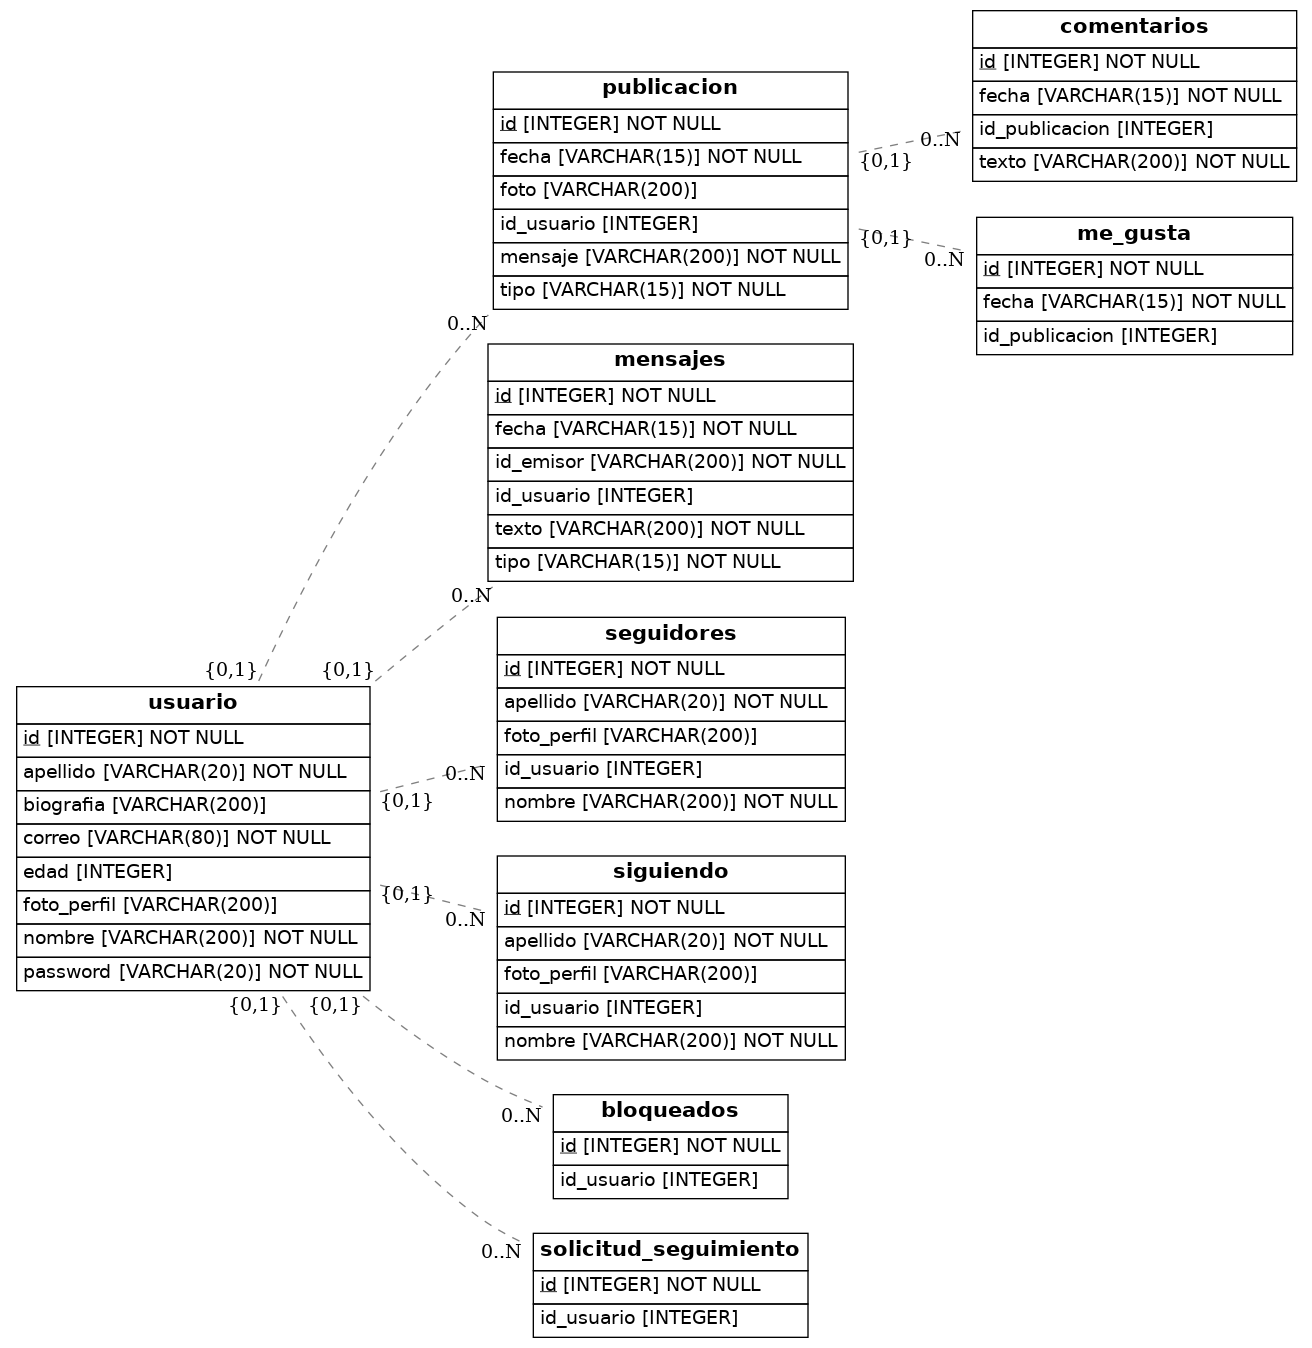 comentarios
id [INTEGER] NOT NULL
fecha [VARCHAR(15)] NOT NULL
id_publicacion [INTEGER]
texto [VARCHAR(200)] NOT NULL
publicacion
id [INTEGER] NOT NULL
fecha [VARCHAR(15)] NOT NULL
foto [VARCHAR(200)]
id_usuario [INTEGER]
mensaje [VARCHAR(200)] NOT NULL
tipo [VARCHAR(15)] NOT NULL
0..N
{0,1}
me_gusta
id [INTEGER] NOT NULL
fecha [VARCHAR(15)] NOT NULL
id_publicacion [INTEGER]
{0,1}
0..N
0..N
mensajes
id [INTEGER] NOT NULL
fecha [VARCHAR(15)] NOT NULL
id_emisor [VARCHAR(200)] NOT NULL
id_usuario [INTEGER]
texto [VARCHAR(200)] NOT NULL
tipo [VARCHAR(15)] NOT NULL
0..N
{0,1}
{0,1}
seguidores
id [INTEGER] NOT NULL
apellido [VARCHAR(20)] NOT NULL
foto_perfil [VARCHAR(200)]
id_usuario [INTEGER]
nombre [VARCHAR(200)] NOT NULL
usuario
id [INTEGER] NOT NULL
apellido [VARCHAR(20)] NOT NULL
biografia [VARCHAR(200)]
correo [VARCHAR(80)] NOT NULL
edad [INTEGER]
foto_perfil [VARCHAR(200)]
nombre [VARCHAR(200)] NOT NULL
password [VARCHAR(20)] NOT NULL
0..N
{0,1}
{0,1}
0..N
siguiendo
id [INTEGER] NOT NULL
apellido [VARCHAR(20)] NOT NULL
foto_perfil [VARCHAR(200)]
id_usuario [INTEGER]
nombre [VARCHAR(200)] NOT NULL
{0,1}
{0,1}
0..N
bloqueados
id [INTEGER] NOT NULL
id_usuario [INTEGER]
0..N
solicitud_seguimiento
id [INTEGER] NOT NULL
id_usuario [INTEGER]